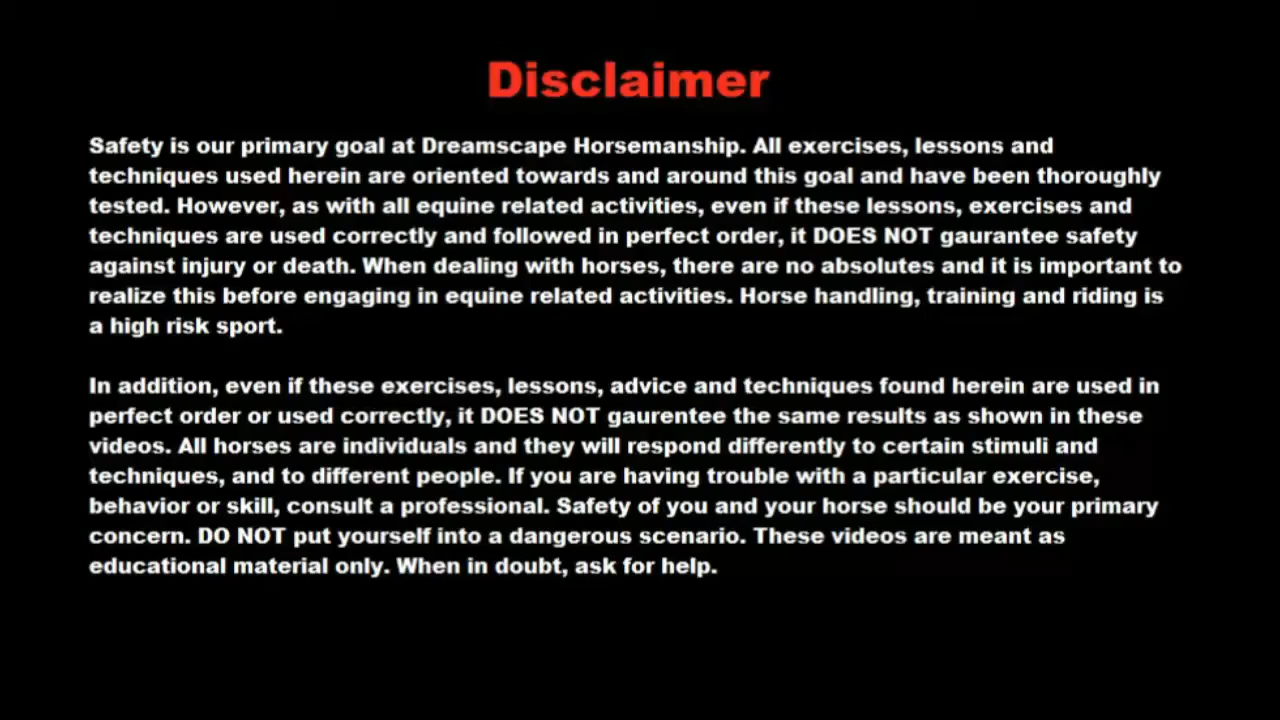 Disclaimer
Safety is our primary goal at Dreamscape Horsemanship. All exercises, lessons and
techniques used herein are oriented towards and around this goal and have been thoroughly
tested. However, as with all equine related activities, even if these lessons, exercises and
techniques are used correctly and followed in perfect order, it DOES NOT gaurantee safety
against injury or death. When dealing with horses, there are no absolutes and it is important to
realize this before engaging in equine related activities. Horse handling, training and riding is
a high risk sport.
In addition, even if these exercises, lessons, advice and techniques found herein are used in
perfect order or used correctly, it DOES NOT gaurentee the same results as shown in these
videos. All horses are individuals and they will respond differently to certain stimuli and
techniques, and to different people. If you are having trouble with a particular exercise,
behavior or skill, consult a professional. Safety of you and your horse should be your primary
concern. DO NOT put yourself into a dangerous scenario. These videos are meant as
educational material only. When in doubt, ask for help.